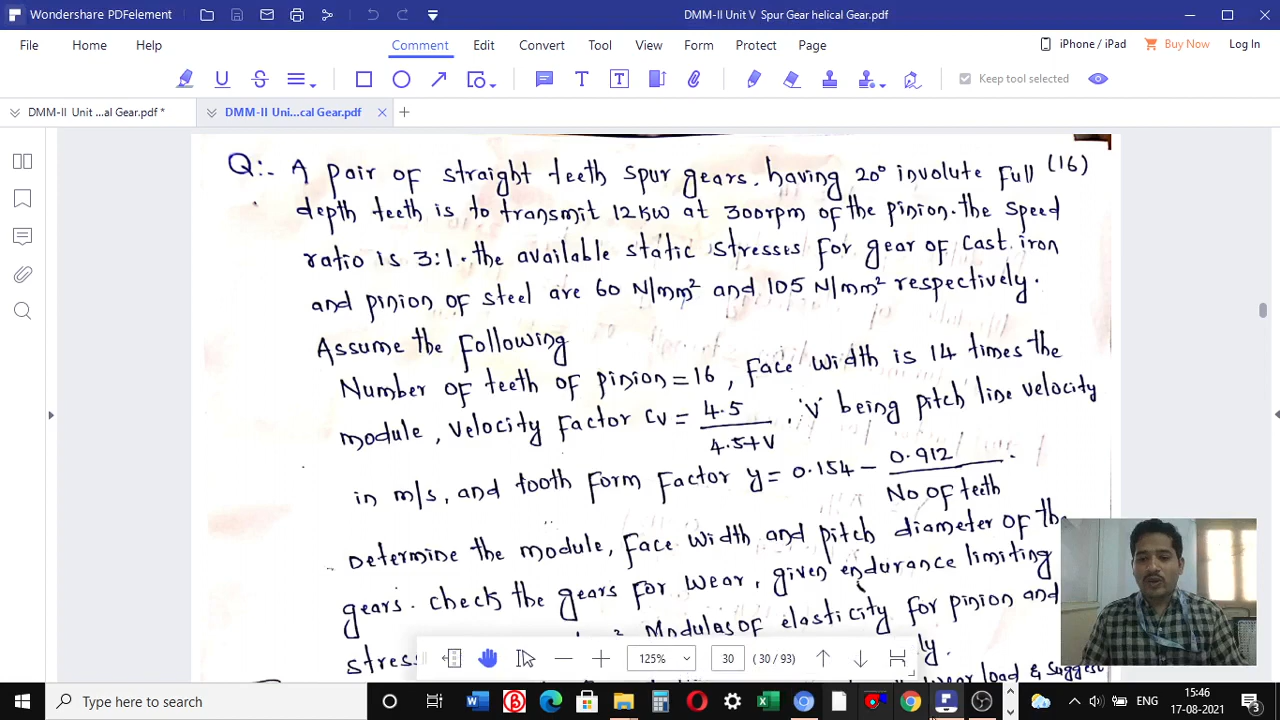 Wondershare PDFelement
DMM-II Unit V Spur Gear helical Gear.pdf
File Home Help Comment Edit Convert Tool View Form Protect Page iPhone / iPad Buy Now Log In
Keep tool selected
DMM-II Unit ...al Gear.pdf *
DMM-II Uni...cal Gear.pdf
Q:- A pair of straight teeth spur gears. having 20° involute Full (16)
depth teeth is to transmit 12KW at 300rpm of the pinion. the speed
ratio is 3:1. the available static stresses for gear of cast iron
and pinion of steel are 60 N/mm² and 105 N/mm² respectively.
Assume the following
Number of teeth of pinion = 16, Face width is 14 times the
module, velocity factor Cv = 4.5 / 4.5+V, 'V' being pitch line velocity
in m/s, and tooth form factor y = 0.154 - 0.912 / No of teeth.
Determine the module, face width and pitch diameter of the
gears. check the gears for wear, given endurance limiting
Modulus of elasticity for pinion and
125% 30 (30 / 93)
wear load & Suggest
Type here to search
ENG
15:46
17-08-2021
3